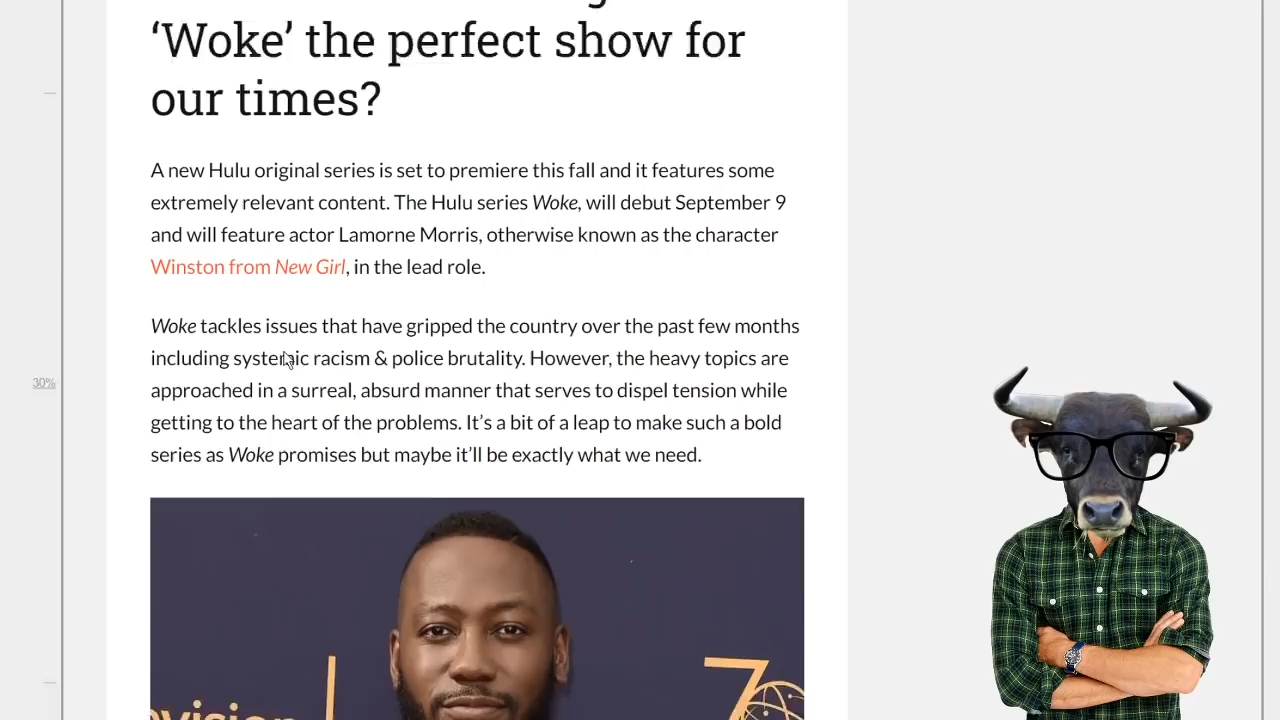 ‘Woke’ the perfect show for
our times?
A new Hulu original series is set to premiere this fall and it features some
extremely relevant content. The Hulu series Woke, will debut September 9
and will feature actor Lamorne Morris, otherwise known as the character
Winston from New Girl, in the lead role.
Woke tackles issues that have gripped the country over the past few months
including systemic racism & police brutality. However, the heavy topics are
approached in a surreal, absurd manner that serves to dispel tension while
getting to the heart of the problems. It’s a bit of a leap to make such a bold
series as Woke promises but maybe it’ll be exactly what we need.
30%